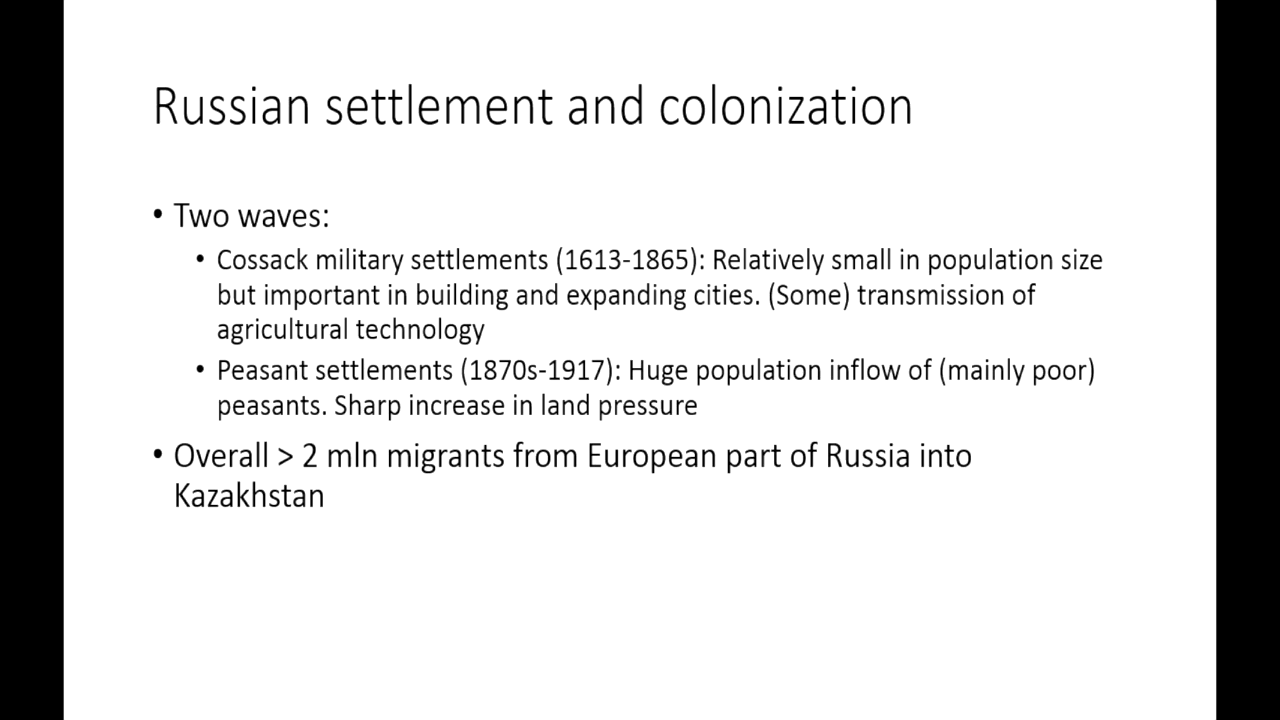 Russian settlement and colonization
• Two waves:
• Cossack military settlements (1613-1865): Relatively small in population size
but important in building and expanding cities. (Some) transmission of
agricultural technology
• Peasant settlements (1870s-1917): Huge population inflow of (mainly poor)
peasants. Sharp increase in land pressure
• Overall > 2 mln migrants from European part of Russia into
Kazakhstan